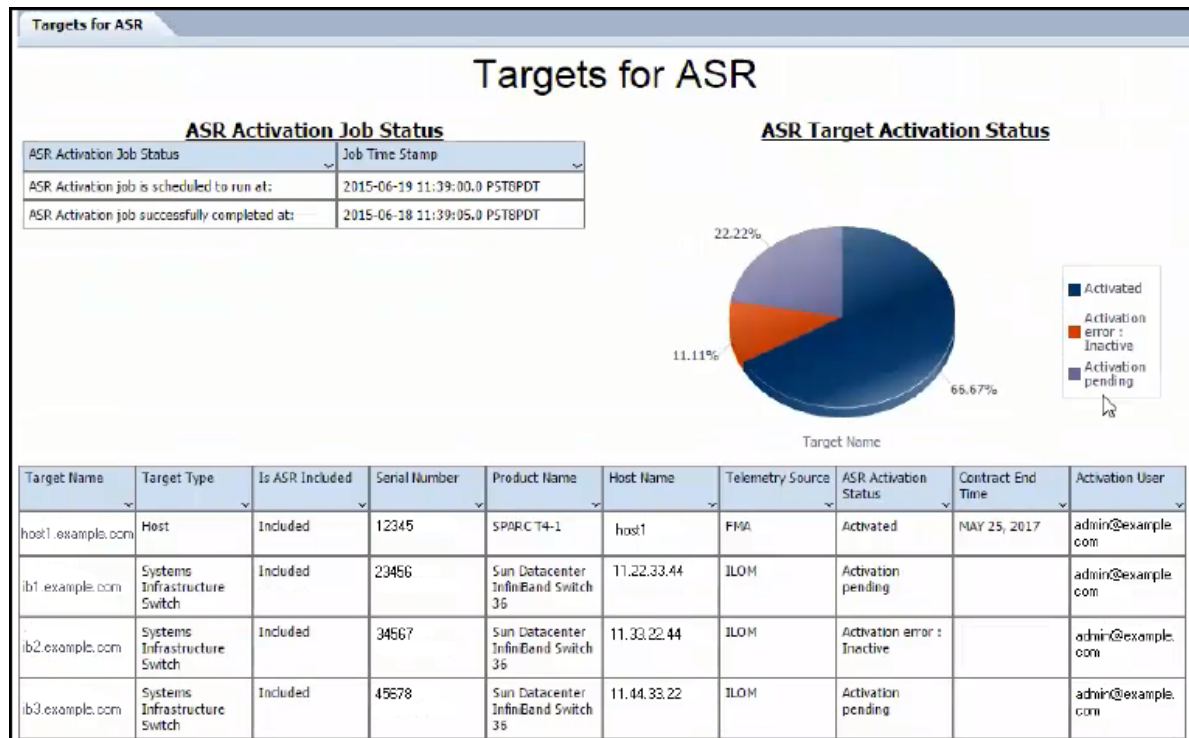 Targets for ASR
Targets for ASR
ASR Activation Job Status
ASR Activation Job Status Job Time Stamp
ASR Activation job is scheduled to run at: 2015-06-19 11:39:00.0 PST8PDT
ASR Activation job successfully completed at: 2015-06-18 11:39:05.0 PST8PDT
ASR Target Activation Status
22.22%
11.11%
66.67%
Target Name
Activated
Activation
error :
Inactive
Activation
pending
Target Name Target Type Is ASR Included Serial Number Product Name Host Name Telemetry Source ASR Activation Contract End Activation User
Status Time
host1.example.com Host Included 12345 SPARC T4-1 host1 FMA Activated MAY 25, 2017 admin@example.
com
ib1.example.com Systems Included 23456 Sun Datacenter 11.22.33.44 ILOM Activation admin@example.
Infrastructure InfiniBand Switch pending com
Switch 36
ib2.example.com Systems Included 34567 Sun Datacenter 11.33.22.44 ILOM Activation error : admin@example.
Infrastructure InfiniBand Switch Inactive com
Switch 36
ib3.example.com Systems Included 45678 Sun Datacenter 11.44.33.22 ILOM Activation admin@example.
Infrastructure InfiniBand Switch pending com
Switch 36